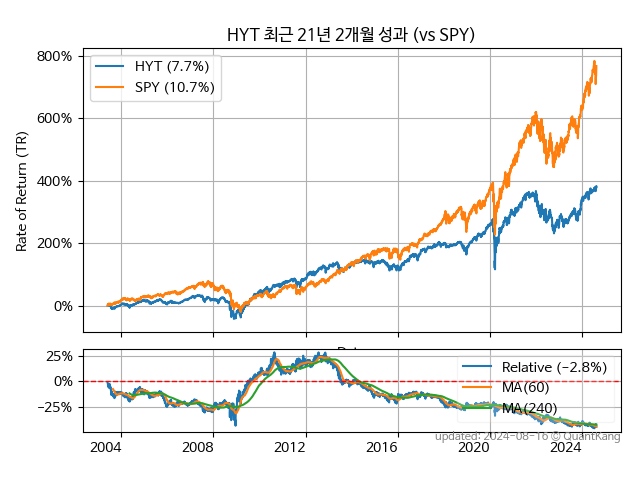 HYT 최근 21년 2개월 성과 (vs SPY)
800%
600%
400%
200%
0%
Rate of Return (TR)
HYT (7.7%)
SPY (10.7%)
25%
0%
−25%
Relative (−2.8%)
MA(60)
MA(240)
2004
2008
2012
2016
2020
2024
updated: 2024-08-16 © QuantKang